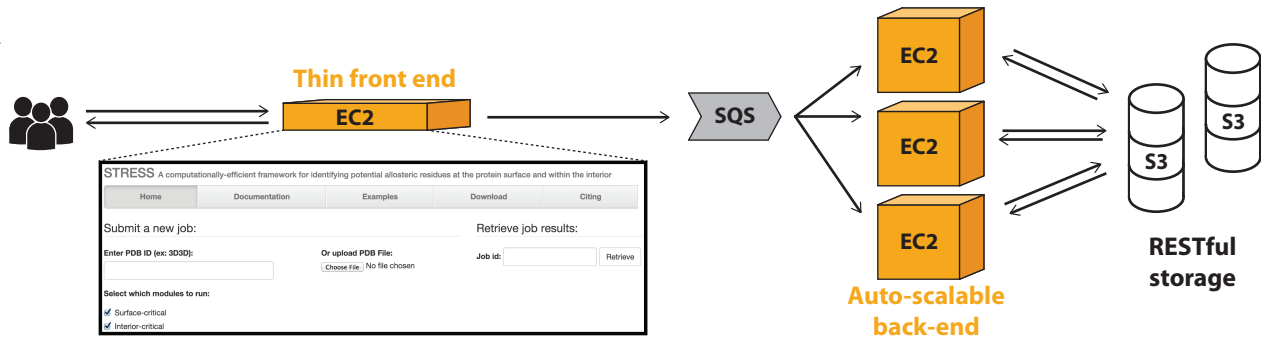 Thin front end
EC2
SQS
EC2
EC2
EC2
Auto-scalable
back-end
S3
S3
RESTful
storage
STRESS A computationally-efficient framework for identifying potential allosteric residues at the protein surface and within the interior
Home Documentation Examples Download Citing
Submit a new job:
Retrieve job results:
Enter PDB ID (ex: 3D3D):
Or upload PDB File:
Choose File No file chosen
Job id:
Retrieve
Select which modules to run:
Surface-critical
Interior-critical